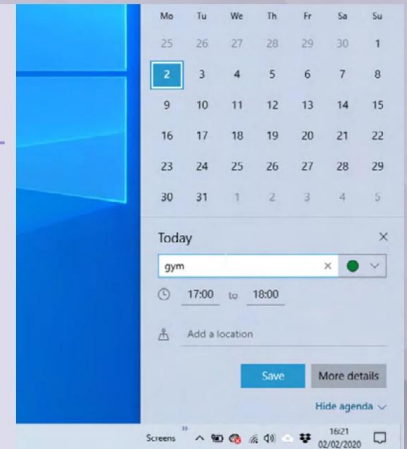 Mo Tu We Th Fr Sa Su
25 26 27 28 29 30 1
2 3 4 5 6 7 8
9 10 11 12 13 14 15
16 17 18 19 20 21 22
23 24 25 26 27 28 29
30 31 1 2 3 4 5
Today
gym
17:00 to 18:00
Add a location
Save More details
Hide agenda
Screens 16:21
02/02/2020